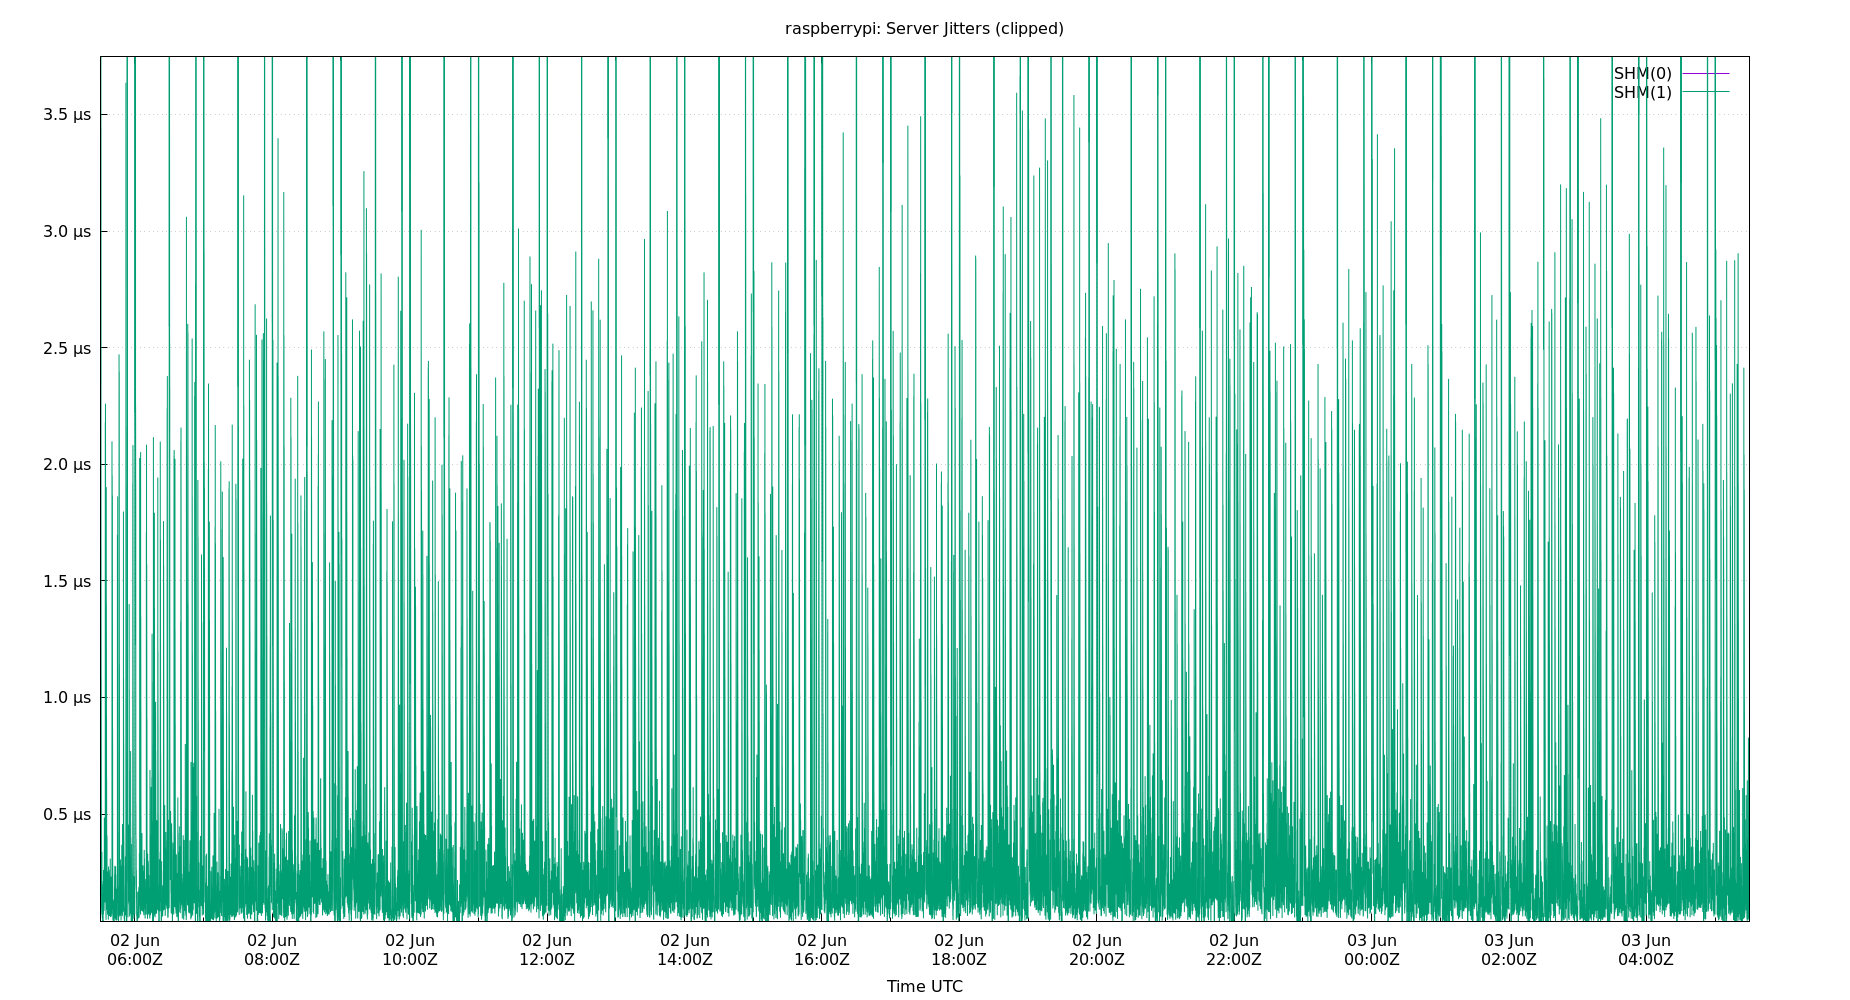 raspberrypi: Server Jitters (clipped)
SHM(0)
SHM(1)
3.5 µs
3.0 µs
2.5 µs
2.0 µs
1.5 µs
1.0 µs
0.5 µs
02 Jun 02 Jun 02 Jun 02 Jun 02 Jun 02 Jun 02 Jun 02 Jun 02 Jun 03 Jun 03 Jun 03 Jun
06:00Z 08:00Z 10:00Z 12:00Z 14:00Z 16:00Z 18:00Z 20:00Z 22:00Z 00:00Z 02:00Z 04:00Z
Time UTC